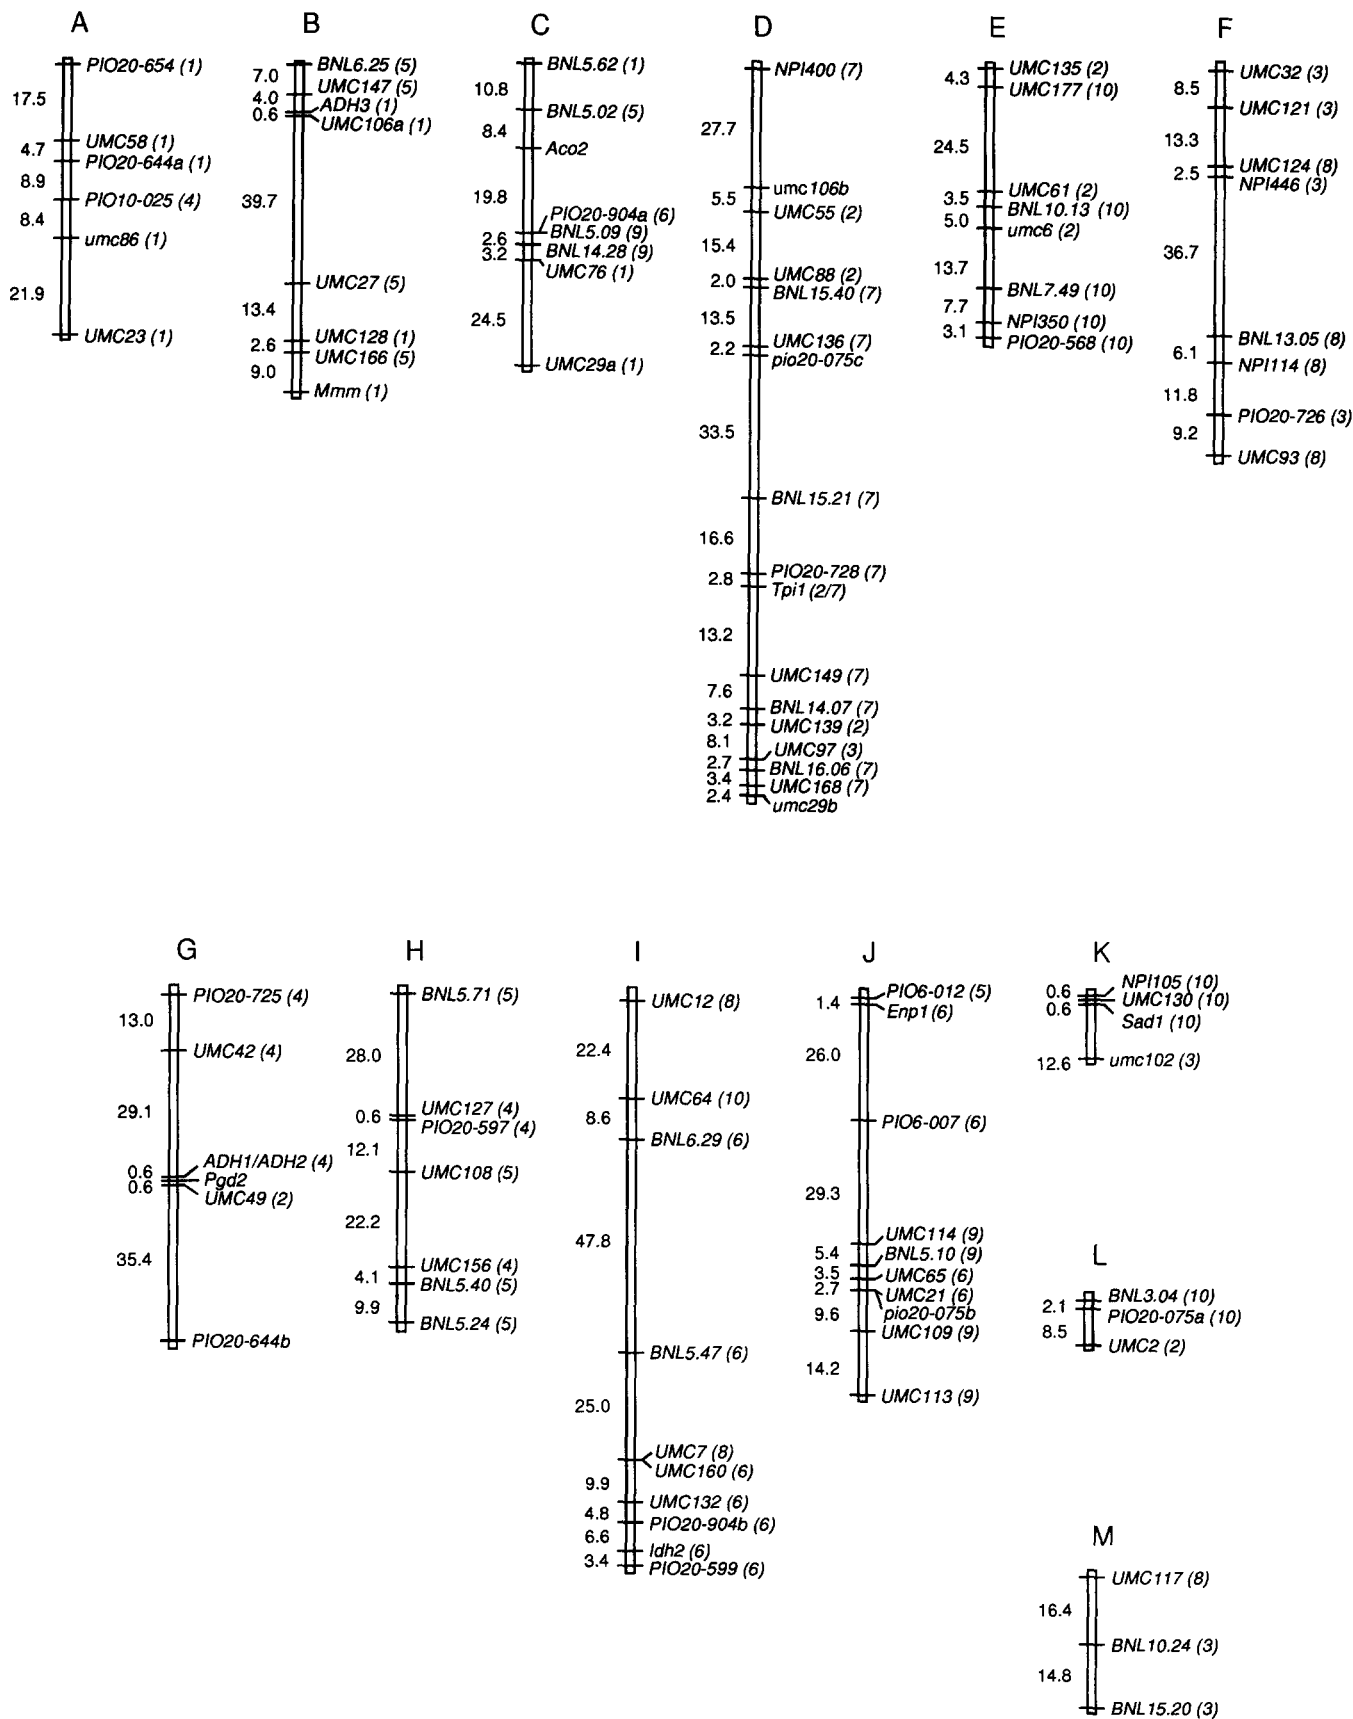 A
PIO20-654 (1)
17.5
UMC58 (1)
4.7
PIO20-644a (1)
8.9
PIO10-025 (4)
8.4
umc86 (1)
21.9
UMC23 (1)
B
BNL6.25 (5)
7.0
UMC147 (5)
4.0
ADH3 (1)
0.6
UMC106a (1)
39.7
UMC27 (5)
13.4
UMC128 (1)
2.6
UMC166 (5)
9.0
Mmm (1)
C
BNL5.62 (1)
10.8
BNL5.02 (5)
8.4
Aco2
19.8
PIO20-904a (6)
BNL5.09 (9)
2.6
BNL14.28 (9)
3.2
UMC76 (1)
24.5
UMC29a (1)
D
NPI400 (7)
27.7
umc106b
5.5
UMC55 (2)
15.4
UMC88 (2)
2.0
BNL15.40 (7)
13.5
UMC136 (7)
2.2
pio20-075c
33.5
BNL15.21 (7)
16.6
PIO20-728 (7)
2.8
Tpi1 (2/7)
13.2
UMC149 (7)
7.6
BNL14.07 (7)
3.2
UMC139 (2)
8.1
UMC97 (3)
2.7
BNL16.06 (7)
3.4
UMC168 (7)
2.4
umc29b
E
UMC135 (2)
4.3
UMC177 (10)
24.5
UMC61 (2)
3.5
BNL10.13 (10)
5.0
umc6 (2)
13.7
BNL7.49 (10)
7.7
NPI350 (10)
3.1
PIO20-568 (10)
F
UMC32 (3)
8.5
UMC121 (3)
13.3
UMC124 (8)
2.5
NPI446 (3)
36.7
BNL13.05 (8)
6.1
NPI114 (8)
11.8
PIO20-726 (3)
9.2
UMC93 (8)
G
PIO20-725 (4)
13.0
UMC42 (4)
29.1
ADH1/ADH2 (4)
0.6
Pgd2
0.6
UMC49 (2)
35.4
PIO20-644b
H
BNL5.71 (5)
28.0
UMC127 (4)
0.6
PIO20-597 (4)
12.1
UMC108 (5)
22.2
UMC156 (4)
4.1
BNL5.40 (5)
9.9
BNL5.24 (5)
I
UMC12 (8)
22.4
UMC64 (10)
8.6
BNL6.29 (6)
47.8
BNL5.47 (6)
25.0
UMC7 (8)
UMC160 (6)
9.9
UMC132 (6)
4.8
PIO20-904b (6)
6.6
Idh2 (6)
3.4
PIO20-599 (6)
J
PIO6-012 (5)
1.4
Enp1 (6)
26.0
PIO6-007 (6)
29.3
UMC114 (9)
5.4
BNL5.10 (9)
3.5
UMC65 (6)
2.7
UMC21 (6)
pio20-075b
9.6
UMC109 (9)
14.2
UMC113 (9)
K
NPI105 (10)
0.6
UMC130 (10)
0.6
Sad1 (10)
12.6
umc102 (3)
L
BNL3.04 (10)
2.1
PIO20-075a (10)
8.5
UMC2 (2)
M
UMC117 (8)
16.4
BNL10.24 (3)
14.8
BNL15.20 (3)